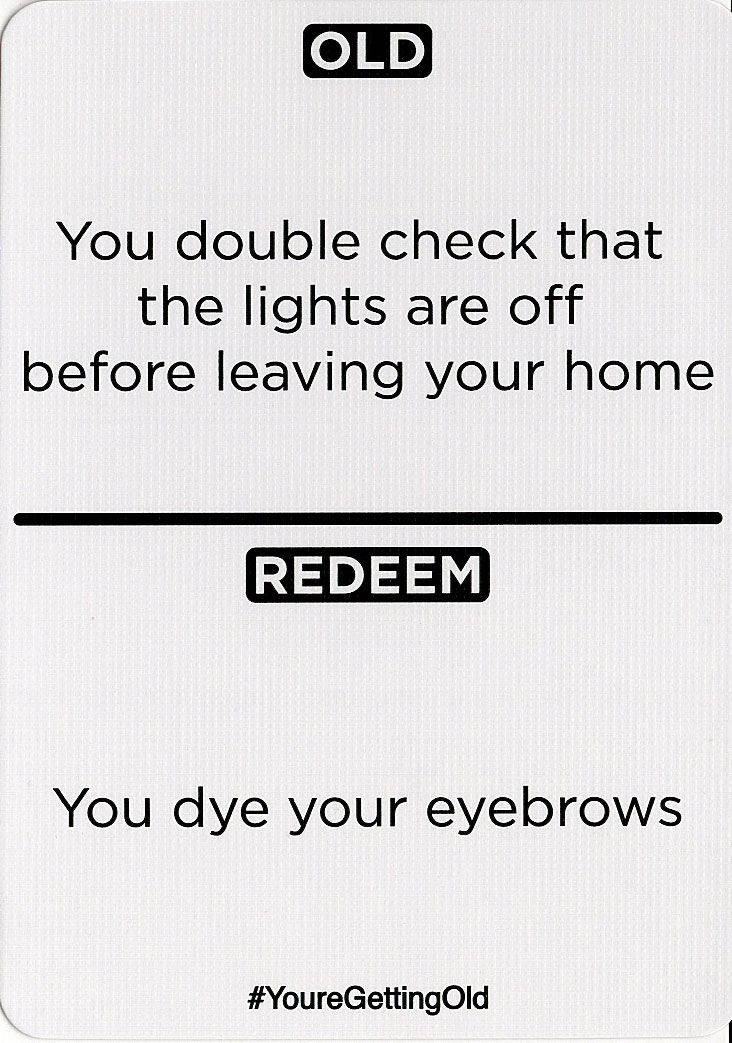 OLD
You double check that
the lights are off
before leaving your home
REDEEM
You dye your eyebrows
#YoureGettingOld